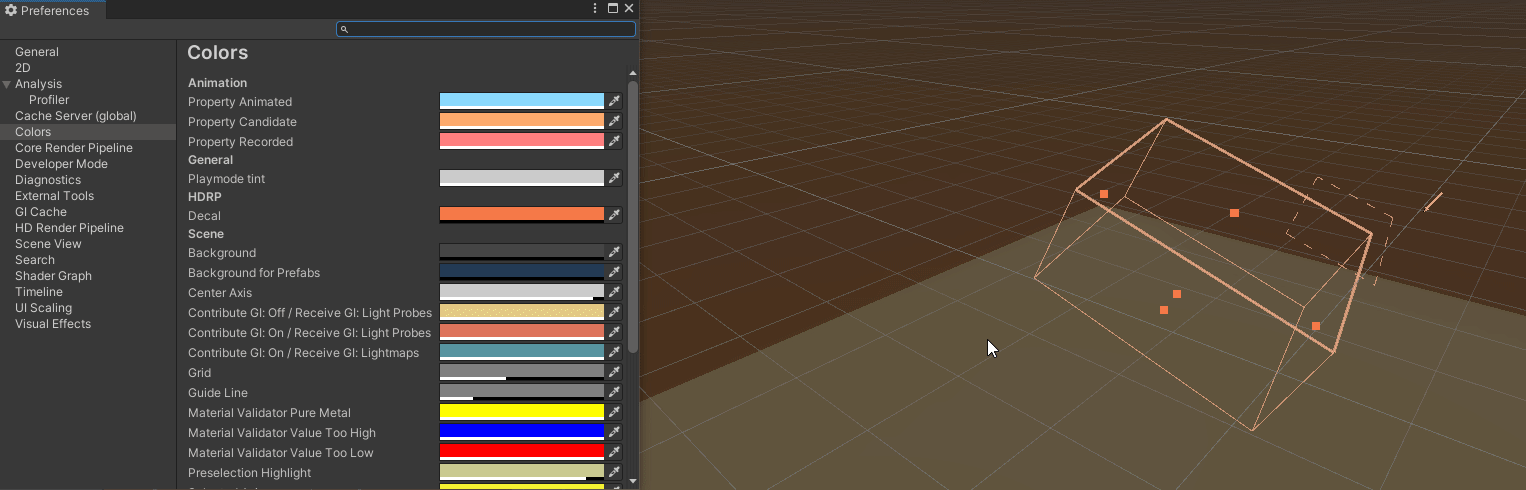 Preferences
General
2D
Analysis
Profiler
Cache Server (global)
Colors
Core Render Pipeline
Developer Mode
Diagnostics
External Tools
GI Cache
HD Render Pipeline
Scene View
Search
Shader Graph
Timeline
UI Scaling
Visual Effects
Colors
Animation
Property Animated
Property Candidate
Property Recorded
General
Playmode tint
HDRP
Decal
Scene
Background
Background for Prefabs
Center Axis
Contribute GI: Off / Receive GI: Light Probes
Contribute GI: On / Receive GI: Light Probes
Contribute GI: On / Receive GI: Lightmaps
Grid
Guide Line
Material Validator Pure Metal
Material Validator Value Too High
Material Validator Value Too Low
Preselection Highlight